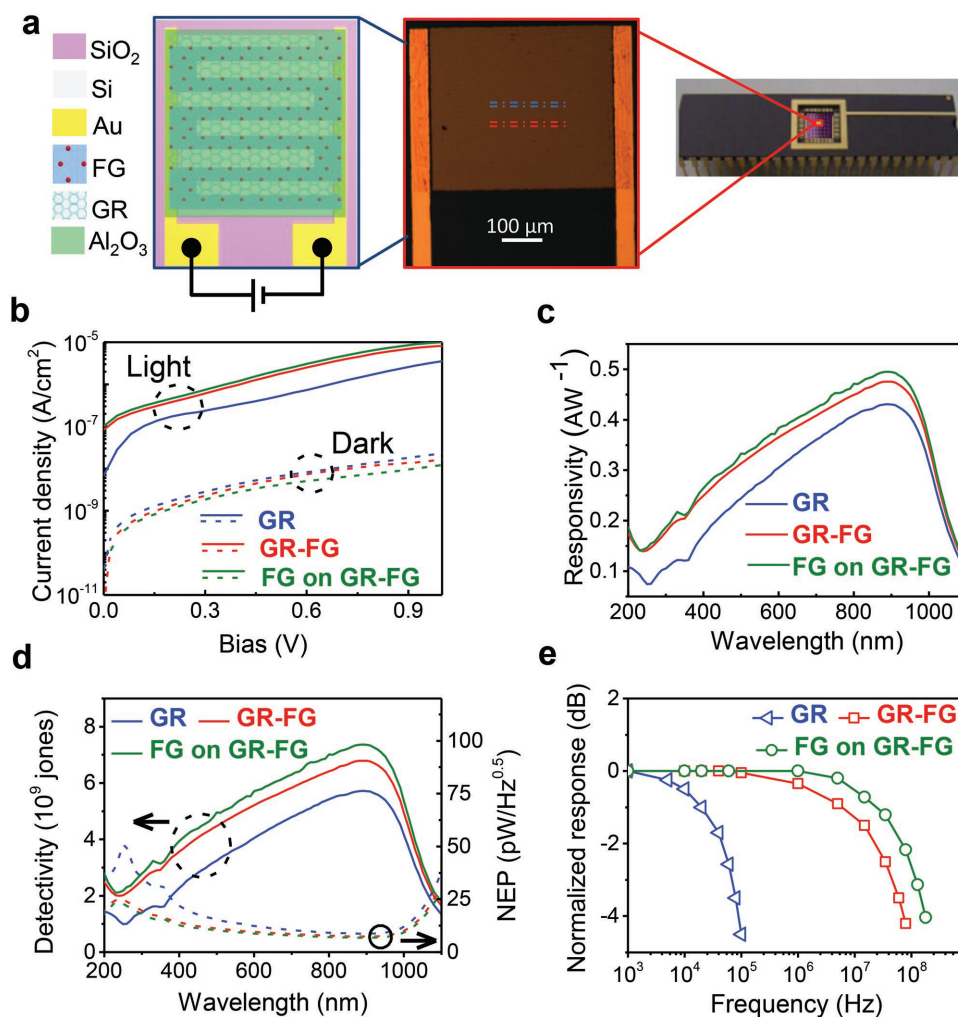 a
SiO₂
Si
Au
FG
GR
Al₂O₃
100 μm
b
Current density (A/cm²)
10⁻⁵
10⁻⁷
10⁻⁹
10⁻¹¹
Light
Dark
GR
GR-FG
FG on GR-FG
0.0 0.3 0.6 0.9
Bias (V)
c
Responsivity (AW⁻¹)
0.5
0.4
0.3
0.2
0.1
GR
GR-FG
FG on GR-FG
200 400 600 800 1000
Wavelength (nm)
d
Detectivity (10⁹ jones)
8
6
4
2
0
GR GR-FG
FG on GR-FG
100
75
50
25
0
NEP (pW/Hz⁰·⁵)
200 400 600 800 1000
Wavelength (nm)
e
Normalized response (dB)
2
0
-2
-4
GR GR-FG
FG on GR-FG
10³ 10⁴ 10⁵ 10⁶ 10⁷ 10⁸
Frequency (Hz)